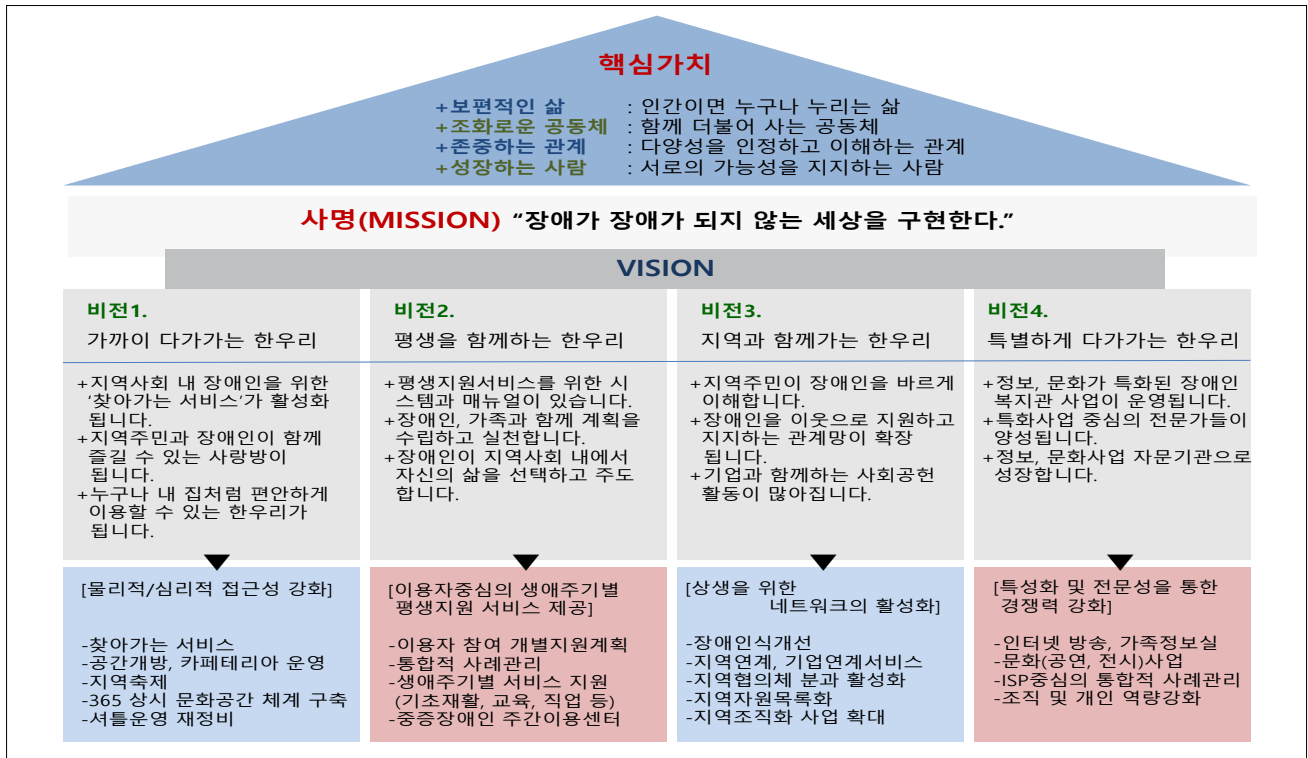 핵심가치
+보편적인 삶 : 인간이면 누구나 누리는 삶
+조화로운 공동체 : 함께 더불어 사는 공동체
+존중하는 관계 : 다양성을 인정하고 이해하는 관계
+성장하는 사람 : 서로의 가능성을 지지하는 사람
사명(MISSION) “장애가 장애가 되지 않는 세상을 구현한다.”
VISION
비전1.
가까이 다가가는 한우리
+지역사회 내 장애인을 위한
‘찾아가는 서비스’가 활성화
됩니다.
+지역주민과 장애인이 함께
즐길 수 있는 사랑방이
됩니다.
+누구나 내 집처럼 편안하게
이용할 수 있는 한우리가
됩니다.
[물리적/심리적 접근성 강화]
-찾아가는 서비스
-공간개방, 카페테리아 운영
-지역축제
-365 상시 문화공간 체계 구축
-셔틀운영 재정비
비전2.
평생을 함께하는 한우리
+평생지원서비스를 위한 시
스템과 매뉴얼이 있습니다.
+장애인, 가족과 함께 계획을
수립하고 실천합니다.
+장애인이 지역사회 내에서
자신의 삶을 선택하고 주도
합니다.
[이용자중심의 생애주기별
평생지원 서비스 제공]
-이용자 참여 개별지원계획
-통합적 사례관리
-생애주기별 서비스 지원
(기초재활, 교육, 직업 등)
-중증장애인 주간이용센터
비전3.
지역과 함께가는 한우리
+지역주민이 장애인을 바르게
이해합니다.
+장애인을 이웃으로 지원하고
지지하는 관계망이 확장
됩니다.
+기업과 함께하는 사회공헌
활동이 많아집니다.
[상생을 위한
네트워크의 활성화]
-장애인식개선
-지역연계, 기업연계서비스
-지역협의체 분과 활성화
-지역자원목록화
-지역조직화 사업 확대
비전4.
특별하게 다가가는 한우리
+정보, 문화가 특화된 장애인
복지관 사업이 운영됩니다.
+특화사업 중심의 전문가들이
양성됩니다.
+정보, 문화사업 자문기관으로
성장합니다.
[특성화 및 전문성을 통한
경쟁력 강화]
-인터넷 방송, 가족정보실
-문화(공연, 전시)사업
-ISP중심의 통합적 사례관리
-조직 및 개인 역량강화